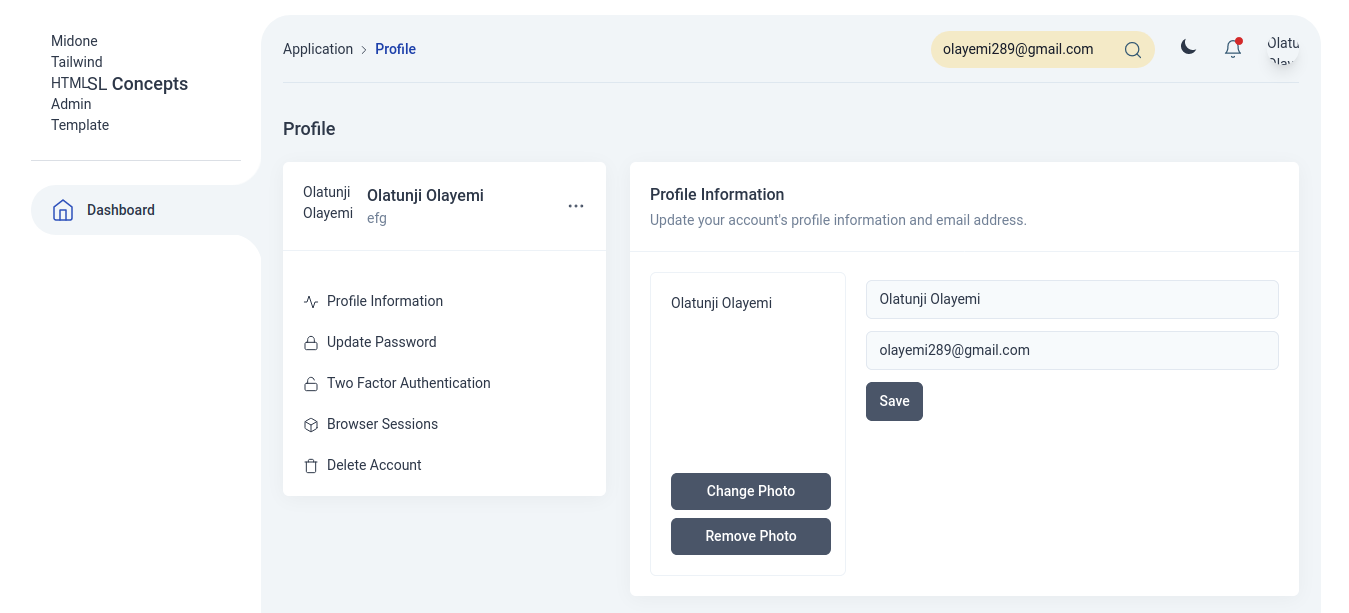 Midone
Tailwind
HTML SL Concepts
Admin
Template
Dashboard
Application > Profile
olayemi289@gmail.com
Olatu
Profile
Olatunji
Olayemi
Olatunji Olayemi
efg
Profile Information
Update Password
Two Factor Authentication
Browser Sessions
Delete Account
Profile Information
Update your account's profile information and email address.
Olatunji Olayemi
Change Photo
Remove Photo
Olatunji Olayemi
olayemi289@gmail.com
Save